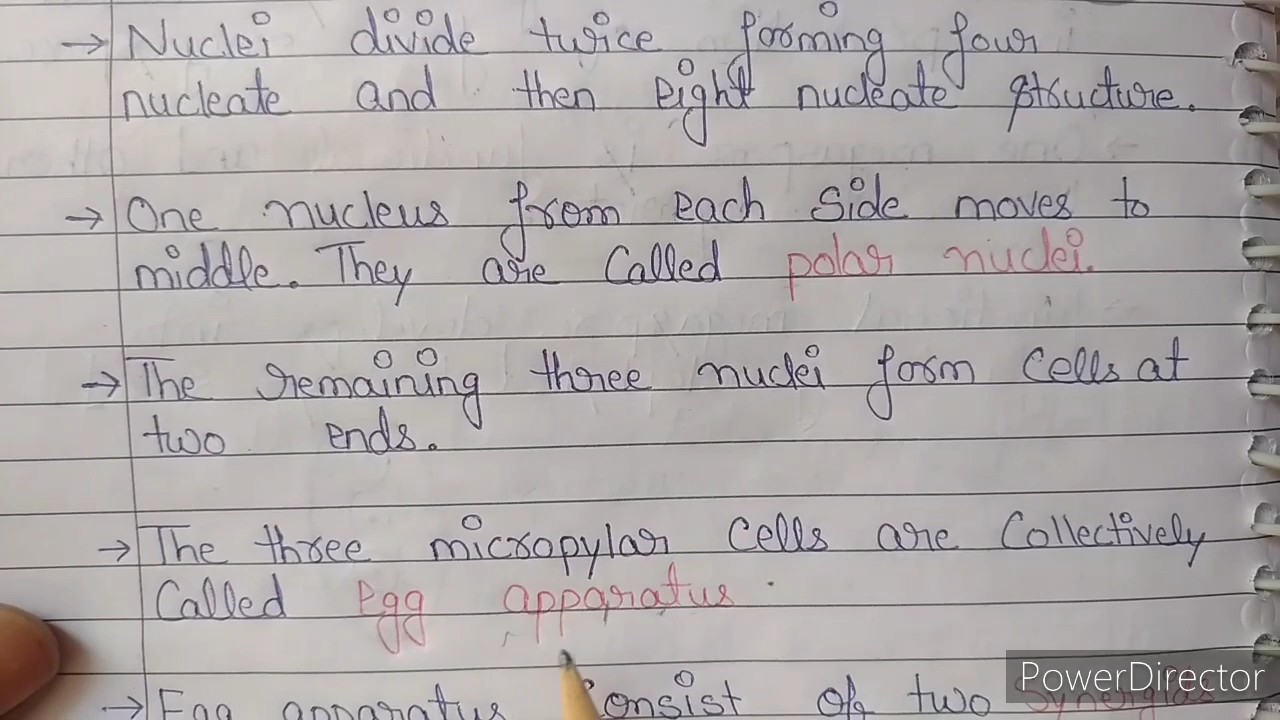 → Nuclei divide twice forming four
nucleate and then eight nucleate structure.
→ One nucleus from each side moves to
middle. They are called polar nuclei.
→ The remaining three nuclei form cells at
two ends.
→ The three micropylar cells are collectively
called egg apparatus.
→ Egg apparatus consist of two synergids
PowerDirector